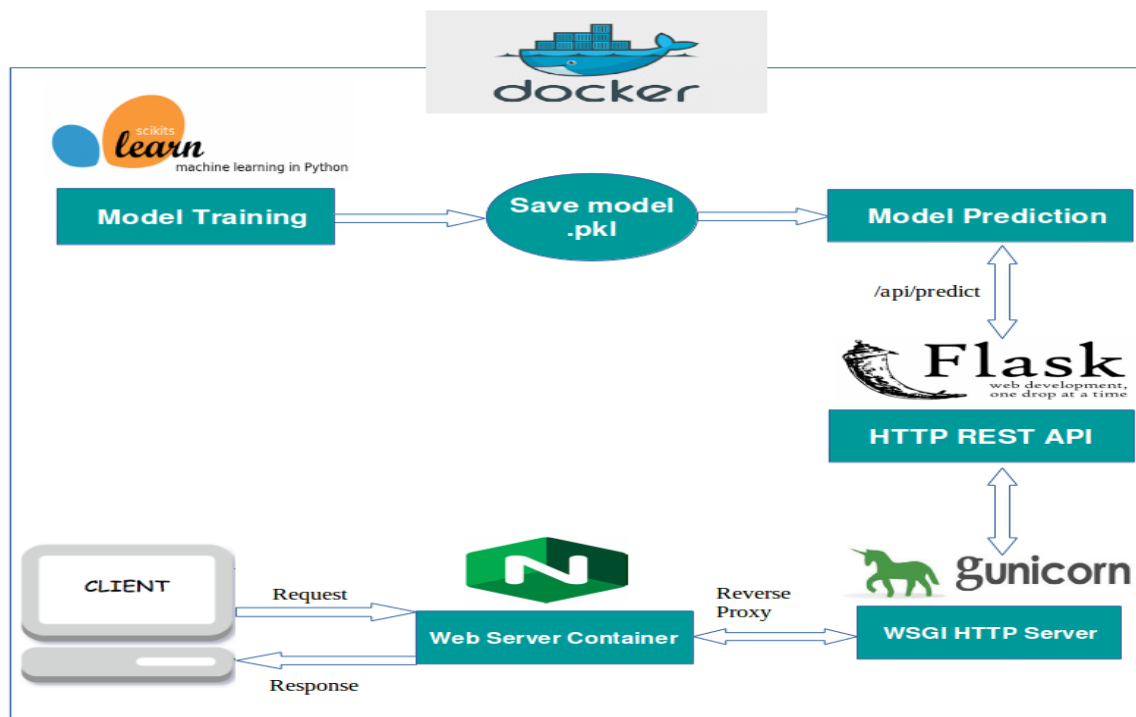 docker
scikits
learn
machine learning in Python
Model Training
Save model
.pkl
Model Prediction
/api/predict
Flask
web development,
one drop at a time
HTTP REST API
CLIENT
Request
Response
N
Web Server Container
Reverse
Proxy
gunicorn
WSGI HTTP Server